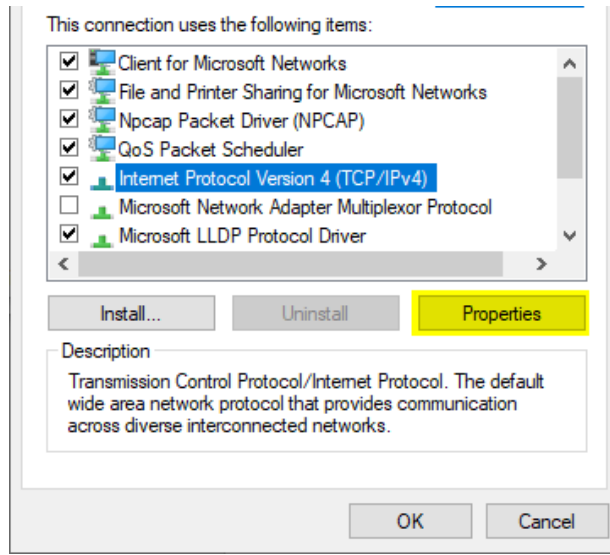 This connection uses the following items:
Client for Microsoft Networks
File and Printer Sharing for Microsoft Networks
Npcap Packet Driver (NPCAP)
QoS Packet Scheduler
Internet Protocol Version 4 (TCP/IPv4)
Microsoft Network Adapter Multiplexor Protocol
Microsoft LLDP Protocol Driver
Install... Uninstall Properties
Description
Transmission Control Protocol/Internet Protocol. The default
wide area network protocol that provides communication
across diverse interconnected networks.
OK Cancel